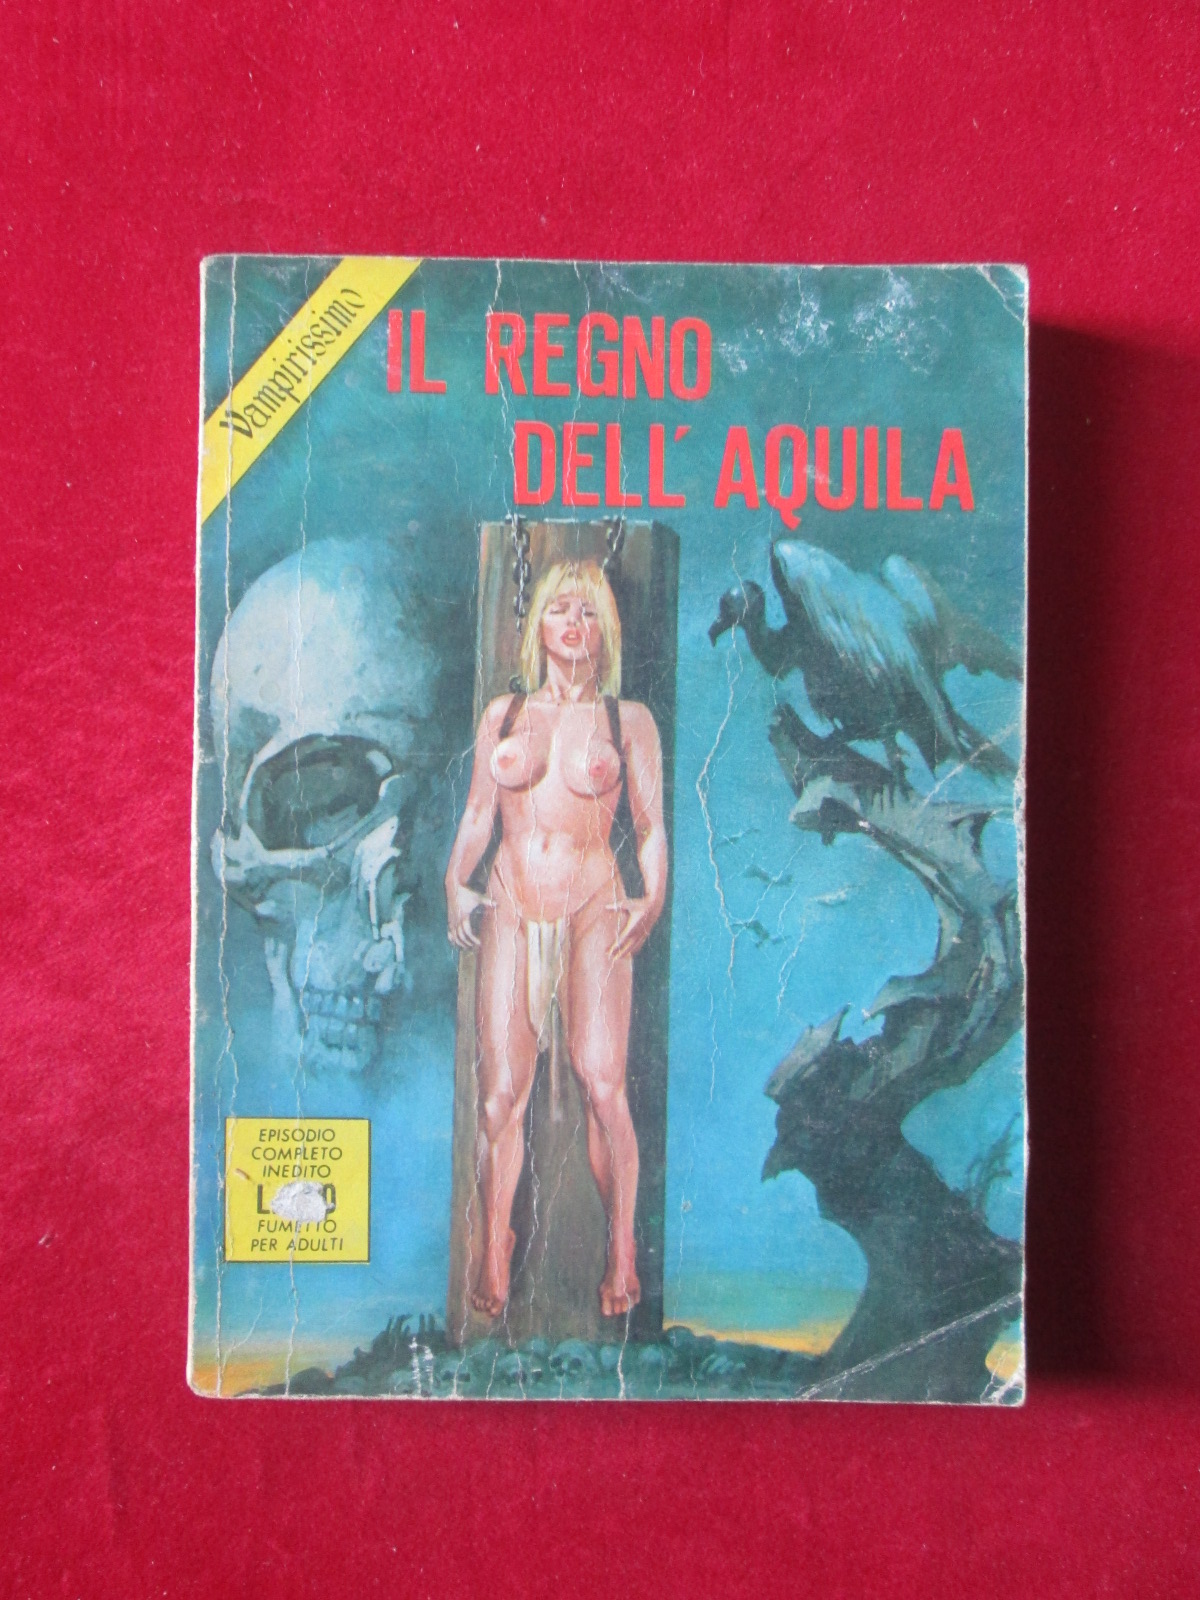 Vampirissimo
IL REGNO
DELL' AQUILA
EPISODIO
COMPLETO
INEDITO
FUMETTO
PER ADULTI